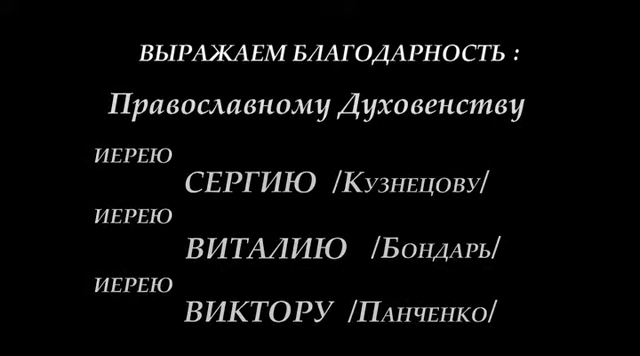 ВЫРАЖАЕМ БЛАГОДАРНОСТЬ :
Православному Духовенству
ИЕРЕЮ
СЕРГИЮ /КУЗНЕЦОВУ/
ИЕРЕЮ
ВИТАЛИЮ /БОНДАРЬ/
ИЕРЕЮ
ВИКТОРУ /ПАНЧЕНКО/